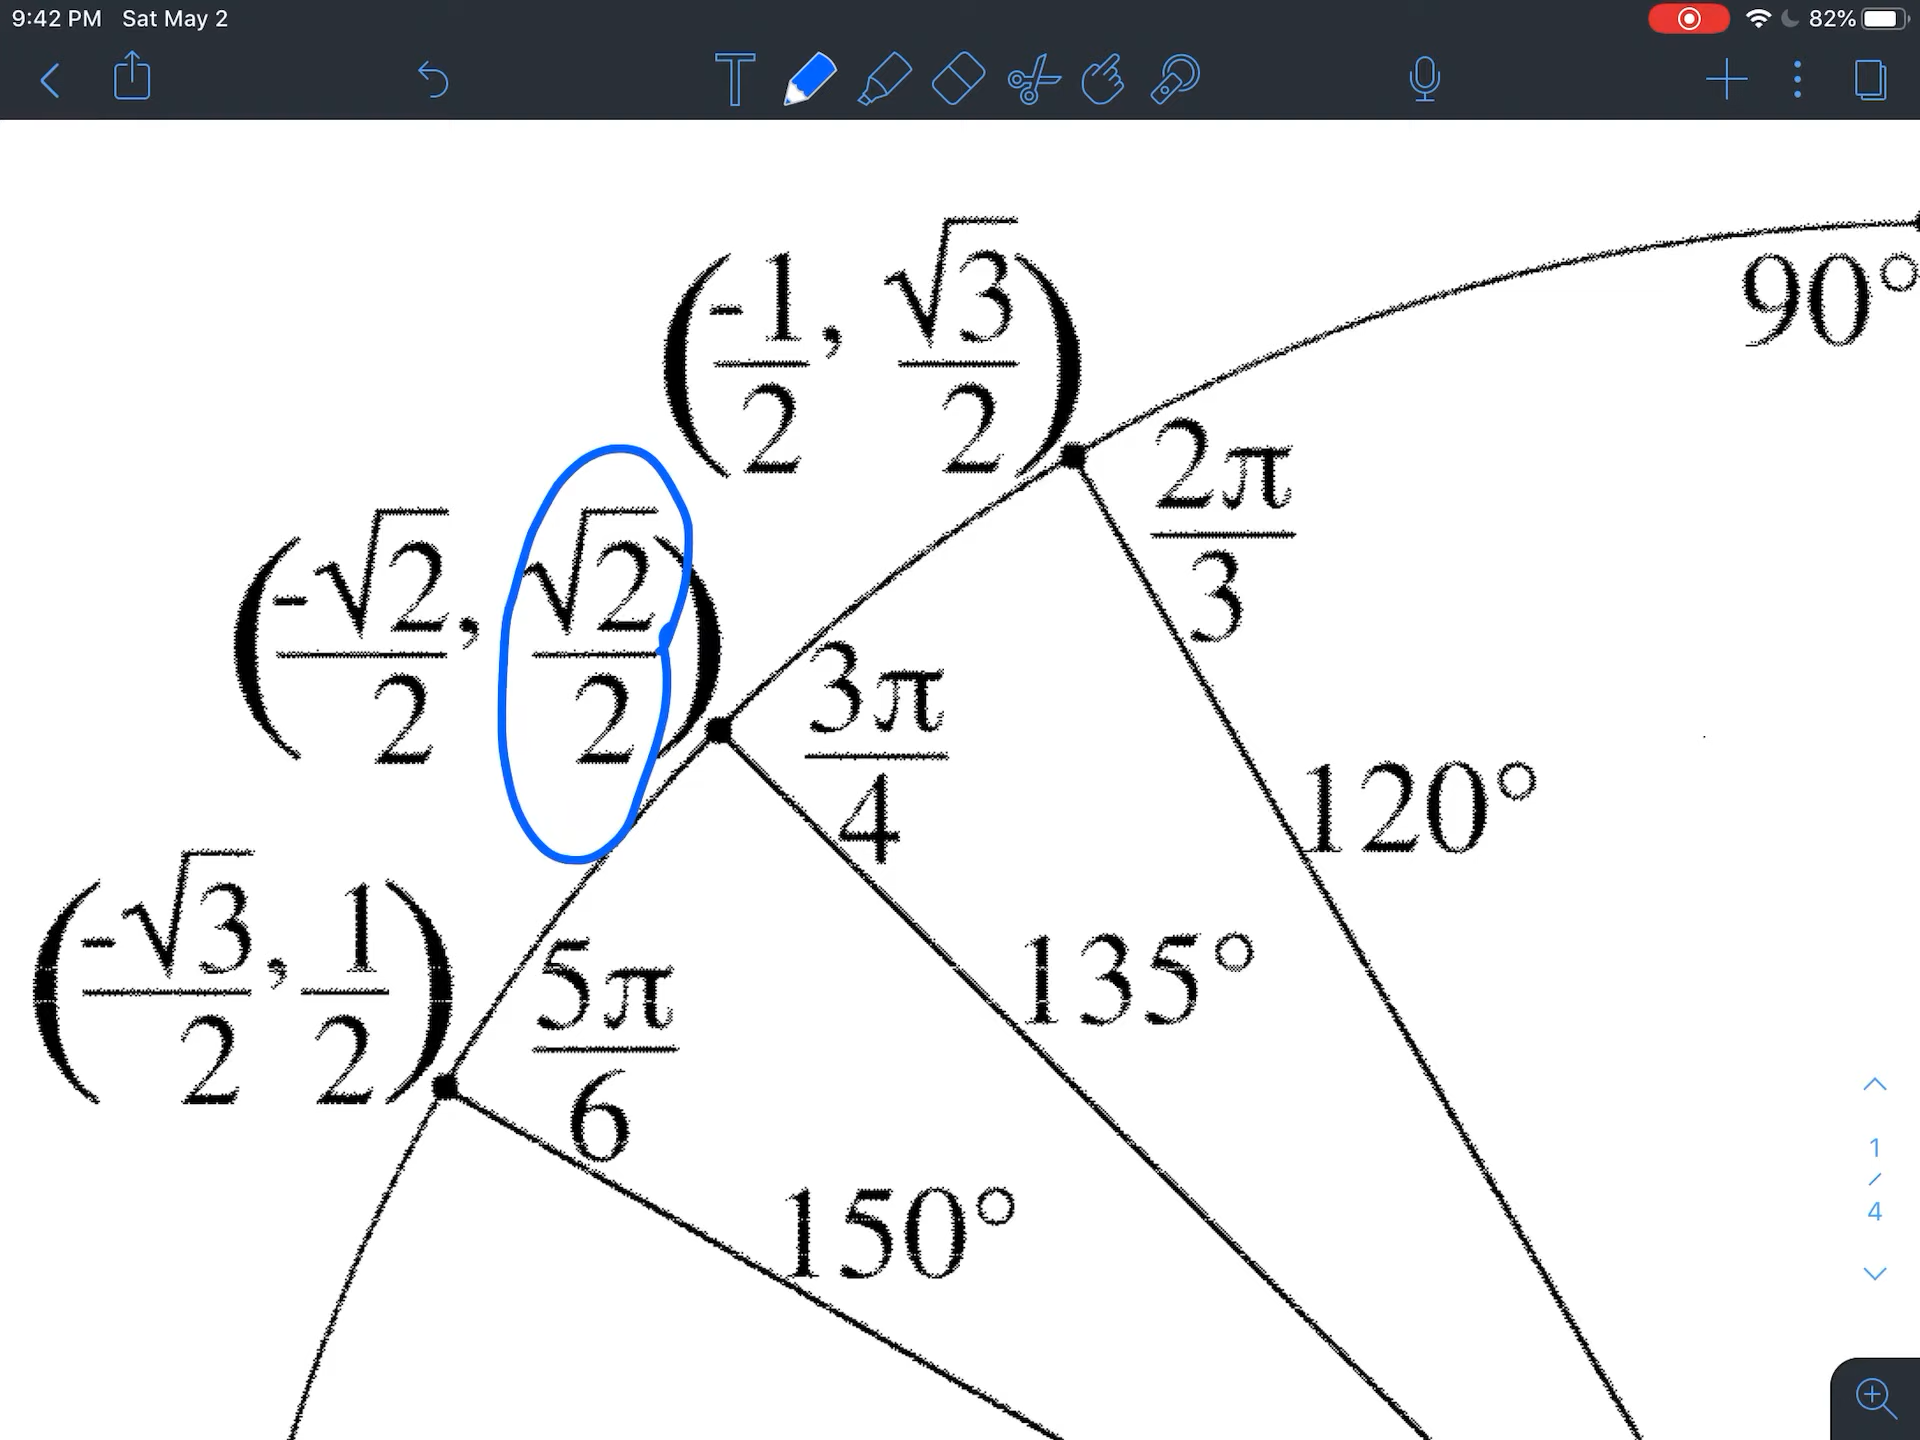 9:42 PM Sat May 2
82%
90°
(-1/2, √3/2)
2π/3
120°
(-√2/2, √2/2)
3π/4
135°
(-√3/2, 1/2)
5π/6
150°
1
/
4